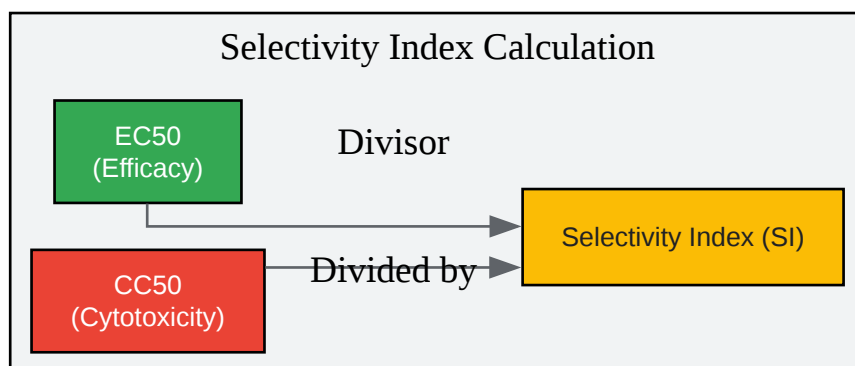 Selectivity Index Calculation
EC50
(Efficacy)
Divisor
Selectivity Index (SI)
CC50
(Cytotoxicity)
Divided by